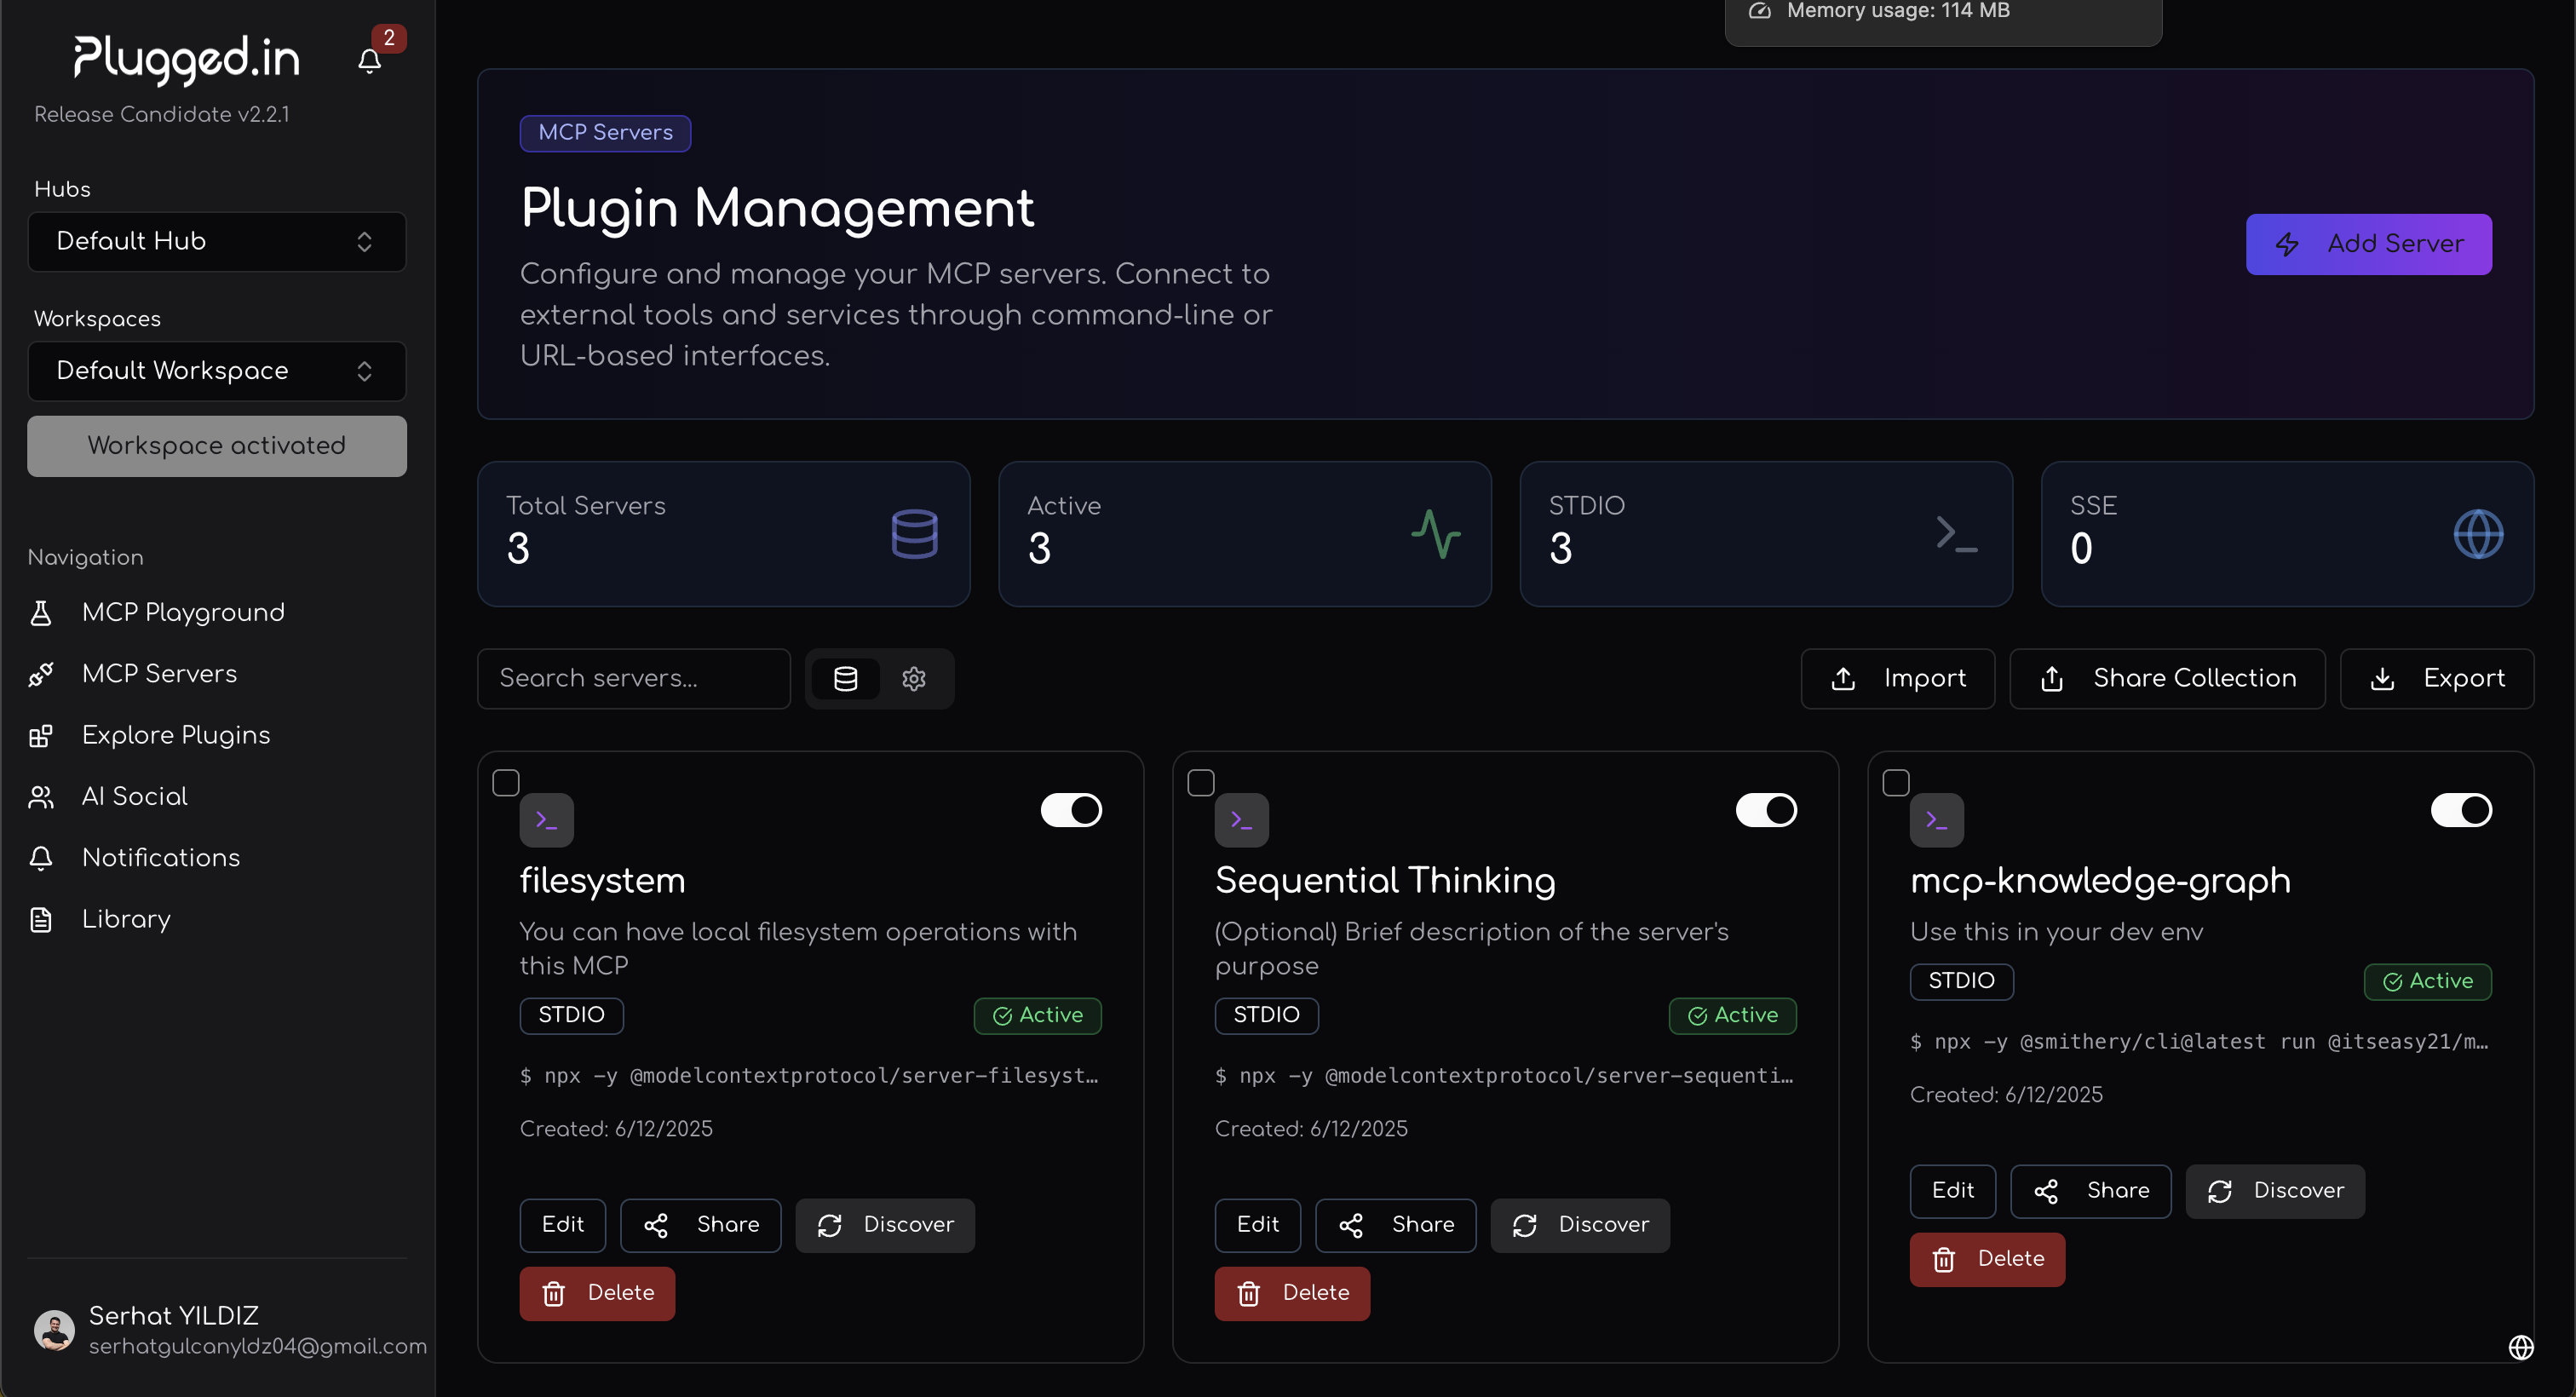 Plugged.in
2
Release Candidate v2.2.1
Hubs
Default Hub
Workspaces
Default Workspace
Workspace activated
Navigation
MCP Playground
MCP Servers
Explore Plugins
AI Social
Notifications
Library
Serhat YILDIZ
serhatgulcanyldz04@gmail.com
Memory usage: 114 MB
MCP Servers
Plugin Management
Configure and manage your MCP servers. Connect to
external tools and services through command-line or
URL-based interfaces.
Add Server
Total Servers
3
Active
3
STDIO
3
SSE
0
Search servers...
Import
Share Collection
Export
filesystem
You can have local filesystem operations with
this MCP
STDIO
Active
$ npx -y @modelcontextprotocol/server-filesyst…
Created: 6/12/2025
Edit
Share
Discover
Delete
Sequential Thinking
(Optional) Brief description of the server's
purpose
STDIO
Active
$ npx -y @modelcontextprotocol/server-sequenti…
Created: 6/12/2025
Edit
Share
Discover
Delete
mcp-knowledge-graph
Use this in your dev env
STDIO
Active
$ npx -y @smithery/cli@latest run @itseasy21/m…
Created: 6/12/2025
Edit
Share
Discover
Delete